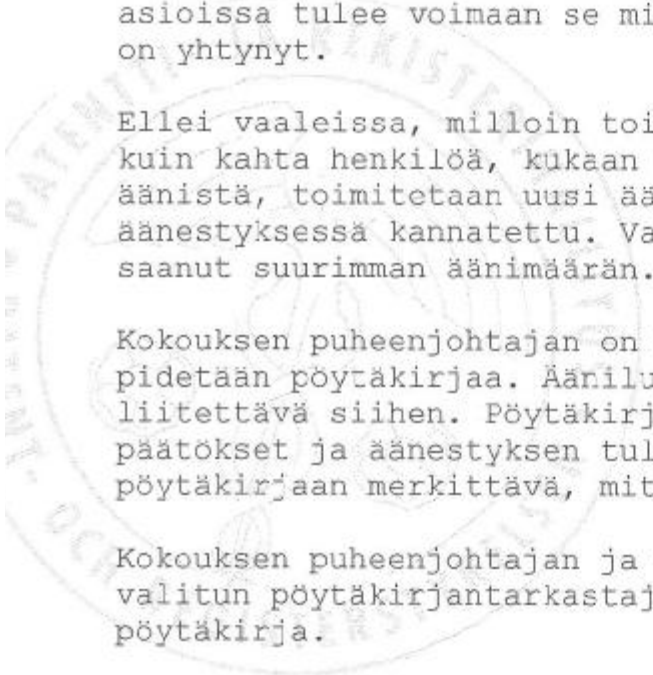 asioissa tulee voimaan se mi
on yhtynyt.
Ellei vaaleissa, milloin toi
kuin kahta henkilöä, kukaan
äänistä, toimitetaan uusi ää
äänestyksessä kannatettu. Va
saanut suurimman äänimäärän.
Kokouksen puheenjohtajan on
pidetään pöytäkirjaa. Äänilu
liitettävä siihen. Pöytäkirj
päätökset ja äänestyksen tul
pöytäkirjaan merkittävä, mit
Kokouksen puheenjohtajan ja
valitun pöytäkirjantarkastaj
pöytäkirja.